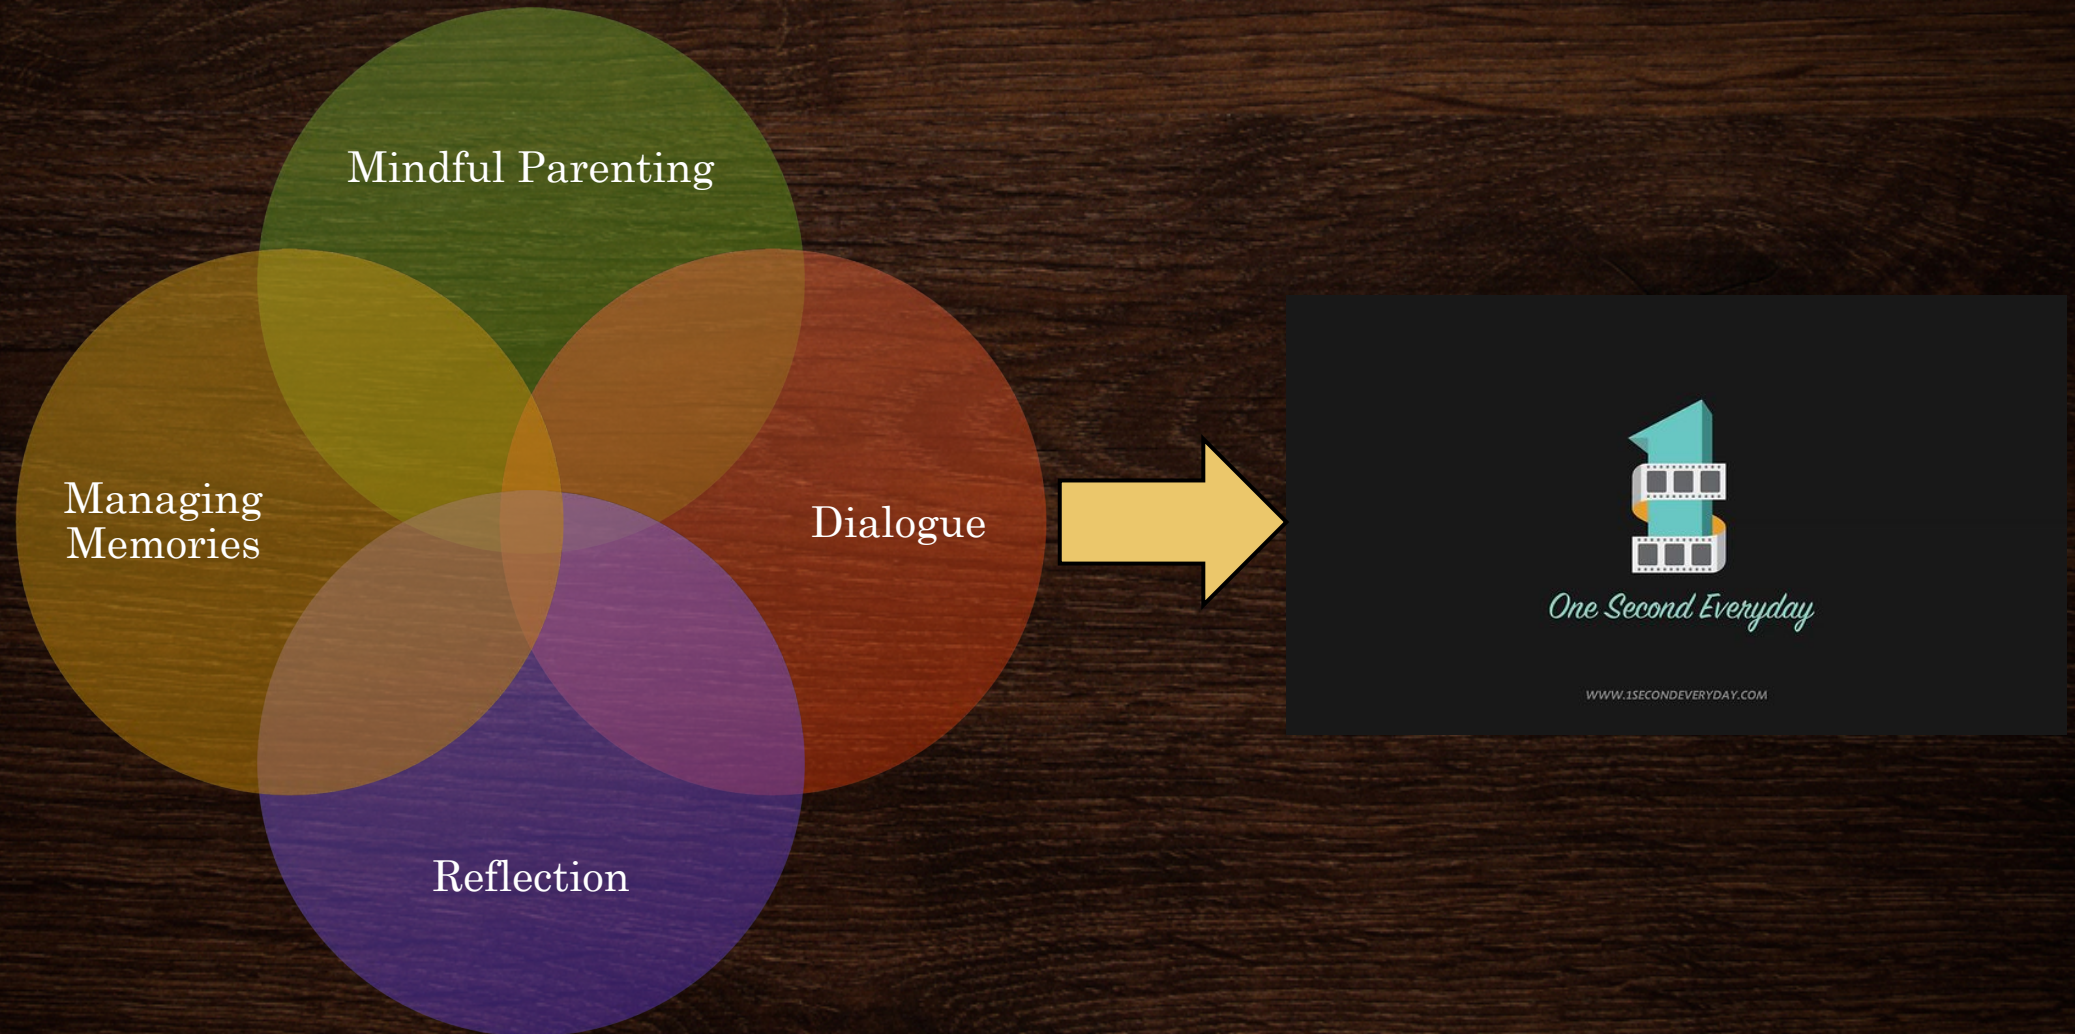 Mindful Parenting
Managing
Memories
Dialogue
Reflection
One Second Everyday
WWW.1SECONDEVERYDAY.COM